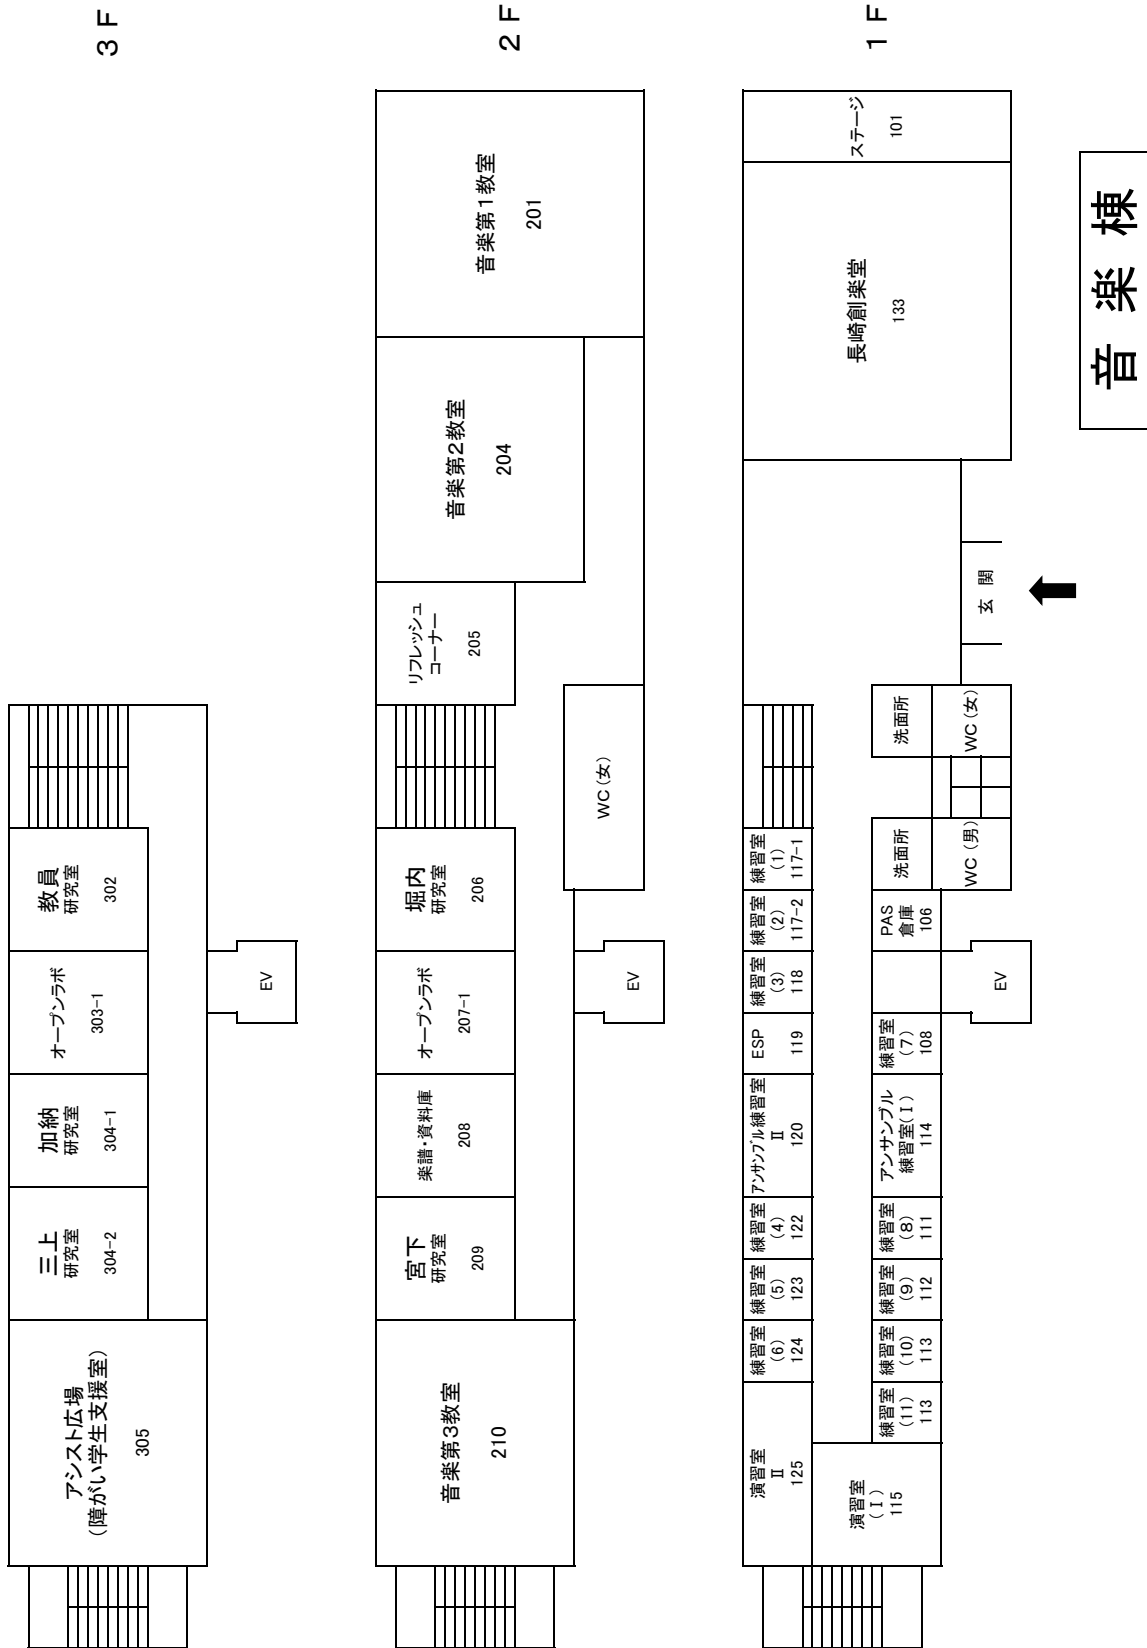 ３Ｆ
アシスト広場
(障がい学生支援室)
305
三上
研究室
304-2
加納
研究室
304-1
オープンラボ
303-1
教員
研究室
302
EV
２Ｆ
音楽第3教室
210
宮下
研究室
209
楽譜・資料庫
208
オープンラボ
207-1
堀内
研究室
206
リフレッシュ
コーナー
205
音楽第2教室
204
音楽第1教室
201
EV
WC(女)
１Ｆ
演習室
Ⅱ
125
練習室
(6)
124
練習室
(5)
123
練習室
(4)
122
アンサンブル練習室
Ⅱ
120
ESP
119
練習室
(3)
118
練習室
(2)
117-2
練習室
(1)
117-1
長崎創楽堂
133
ステージ
101
演習室
(Ⅰ)
115
練習室
(11)
113
練習室
(10)
113
練習室
(9)
112
練習室
(8)
111
アンサンブル
練習室(Ⅰ)
114
練習室
(7)
108
PAS
倉庫
106
洗面所
WC(男)
洗面所
WC(女)
EV
玄関
音楽棟